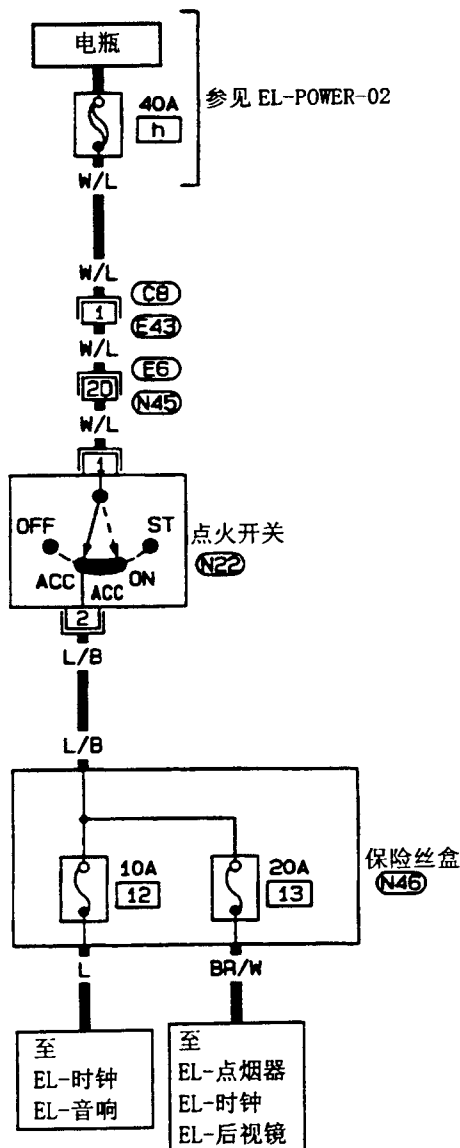 电瓶
40A
h
参见 EL-POWER-02
W/L
W/L
1
C8
E43
W/L
2D
E6
N45
W/L
1
OFF
ST
ACC
ACC
ON
点火开关
N22
2
L/B
L/B
10A
12
20A
13
保险丝盒
N46
L
BR/W
至
EL-时钟
EL-音响
至
EL-点烟器
EL-时钟
EL-后视镜